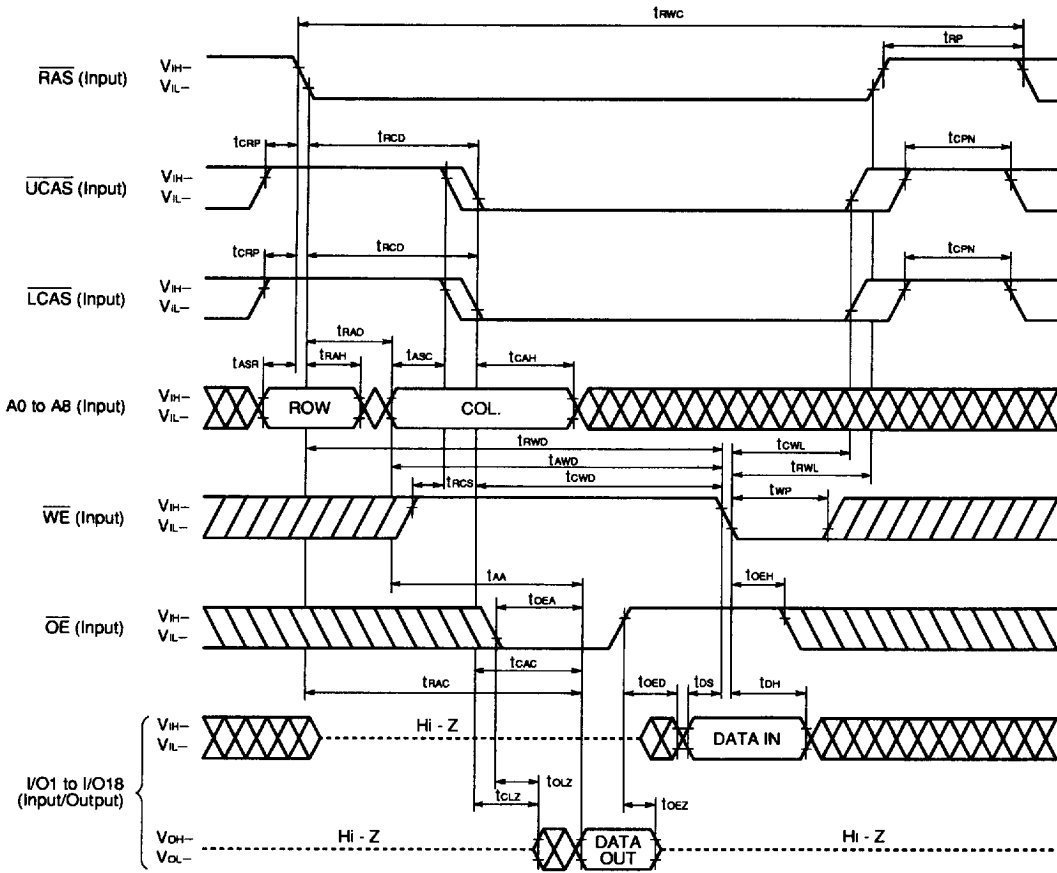 tRWC
tRP
RAS (Input) VIH– VIL–
tCRP tRCD tCPN
UCAS (Input) VIH– VIL–
tCRP tRCD tCPN
LCAS (Input) VIH– VIL–
tRAD
tASR tRAH tASC tCAH
A0 to A8 (Input) VIH– VIL– ROW COL.
tRWD tCWL
tAWD tRWL
tRCS tCWD tWP
WE (Input) VIH– VIL–
tAA tOEH
tOEA
OE (Input) VIH– VIL–
tCAC
tRAC tOED tDS tDH
VIH– VIL– Hi - Z DATA IN
I/O1 to I/O18
(Input/Output)
tOLZ
tCLZ tOEZ
VOH– VOL– Hi - Z DATA OUT Hi - Z